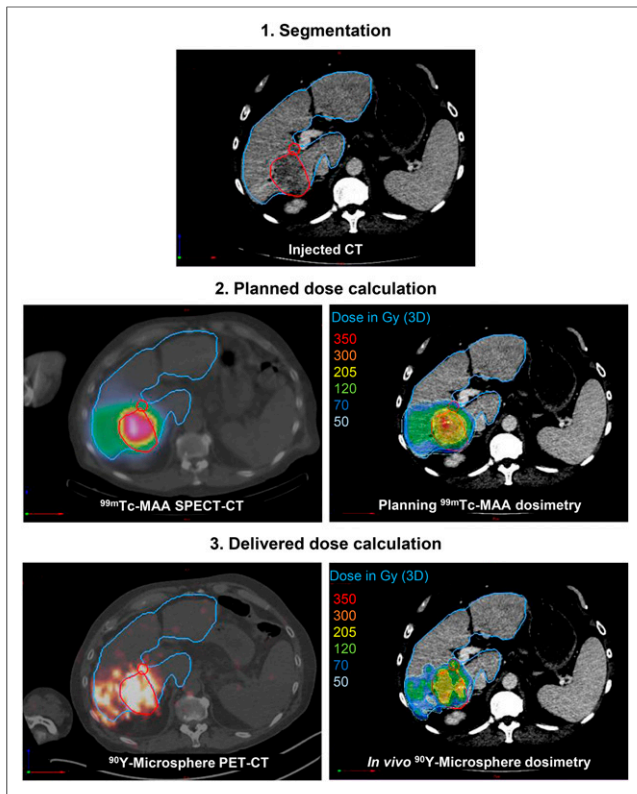 1. Segmentation
Injected CT
2. Planned dose calculation
99mTc-MAA SPECT-CT
Dose in Gy (3D)
350
300
205
120
70
50
Planning 99mTc-MAA dosimetry
3. Delivered dose calculation
90Y-Microsphere PET-CT
Dose in Gy (3D)
350
300
205
120
70
50
In vivo 90Y-Microsphere dosimetry